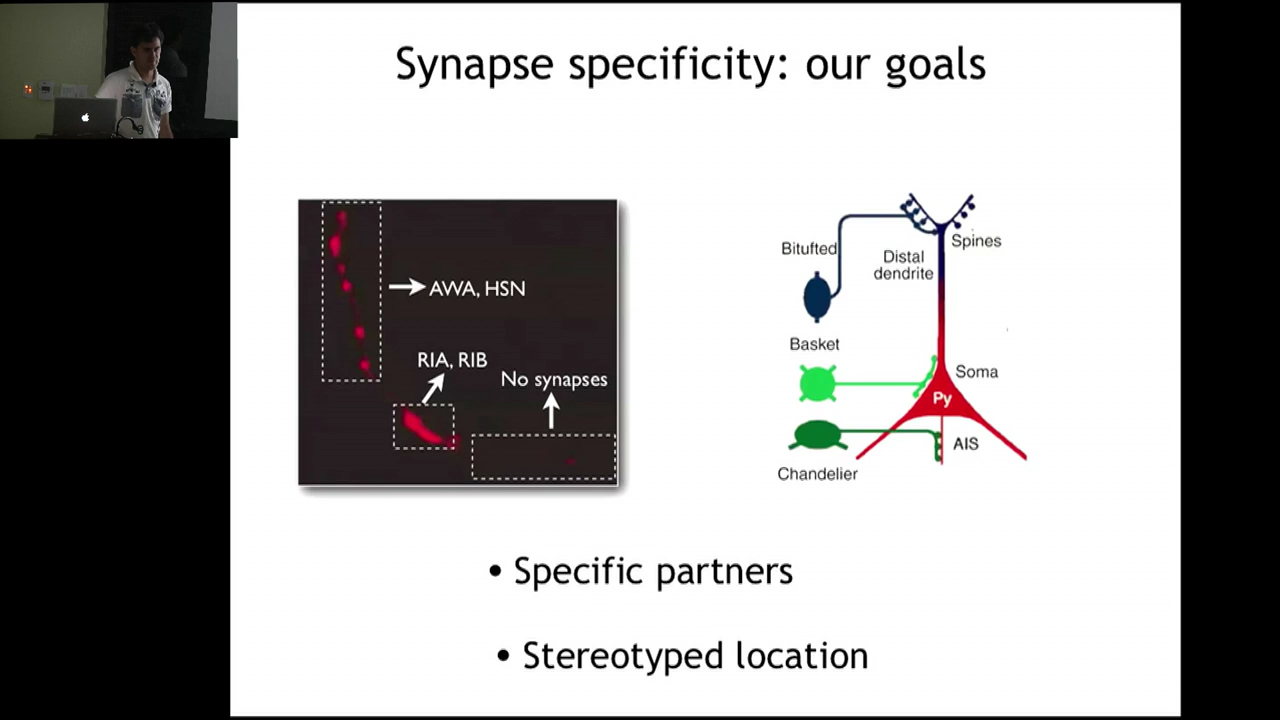 Synapse specificity: our goals
AWA, HSN
RIA, RIB
No synapses
Bitufted
Spines
Distal
dendrite
Basket
Soma
Py
AIS
Chandelier
• Specific partners
• Stereotyped location